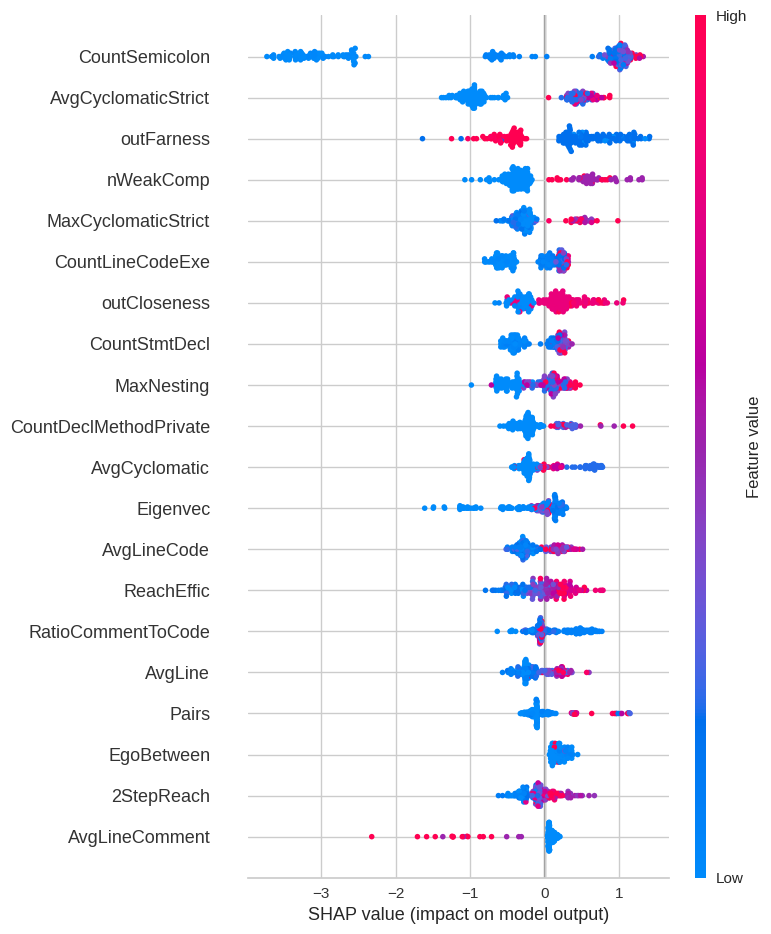 High
CountSemicolon
AvgCyclomaticStrict
outFarness
nWeakComp
MaxCyclomaticStrict
CountLineCodeExe
outCloseness
CountStmtDecl
MaxNesting
CountDeclMethodPrivate
AvgCyclomatic
Eigenvec
AvgLineCode
ReachEffic
RatioCommentToCode
AvgLine
Pairs
EgoBetween
2StepReach
AvgLineComment
Feature value
Low
−3 −2 −1 0 1
SHAP value (impact on model output)